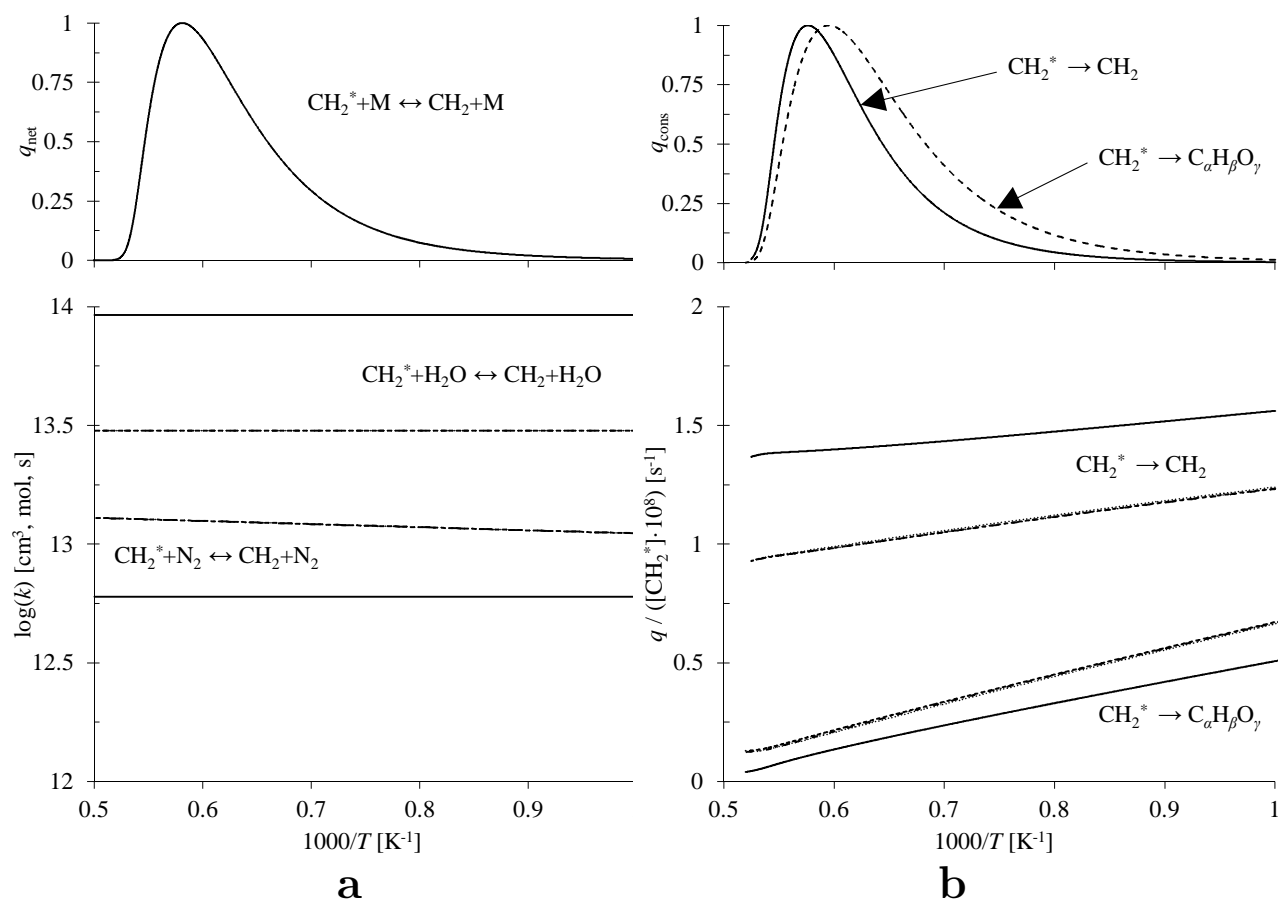 1
0.75
0.5
0.25
0
q_net
CH₂*+M ↔ CH₂+M
14
13.5
13
12.5
12
log(k) [cm³, mol, s]
CH₂*+H₂O ↔ CH₂+H₂O
CH₂*+N₂ ↔ CH₂+N₂
0.5 0.6 0.7 0.8 0.9
1000/T [K⁻¹]
a
1
0.75
0.5
0.25
0
q_cons
CH₂* → CH₂
CH₂* → CαHβOγ
2
1.5
1
0.5
0
q / ([CH₂*]·10⁸) [s⁻¹]
CH₂* → CH₂
CH₂* → CαHβOγ
0.5 0.6 0.7 0.8 0.9 1
1000/T [K⁻¹]
b